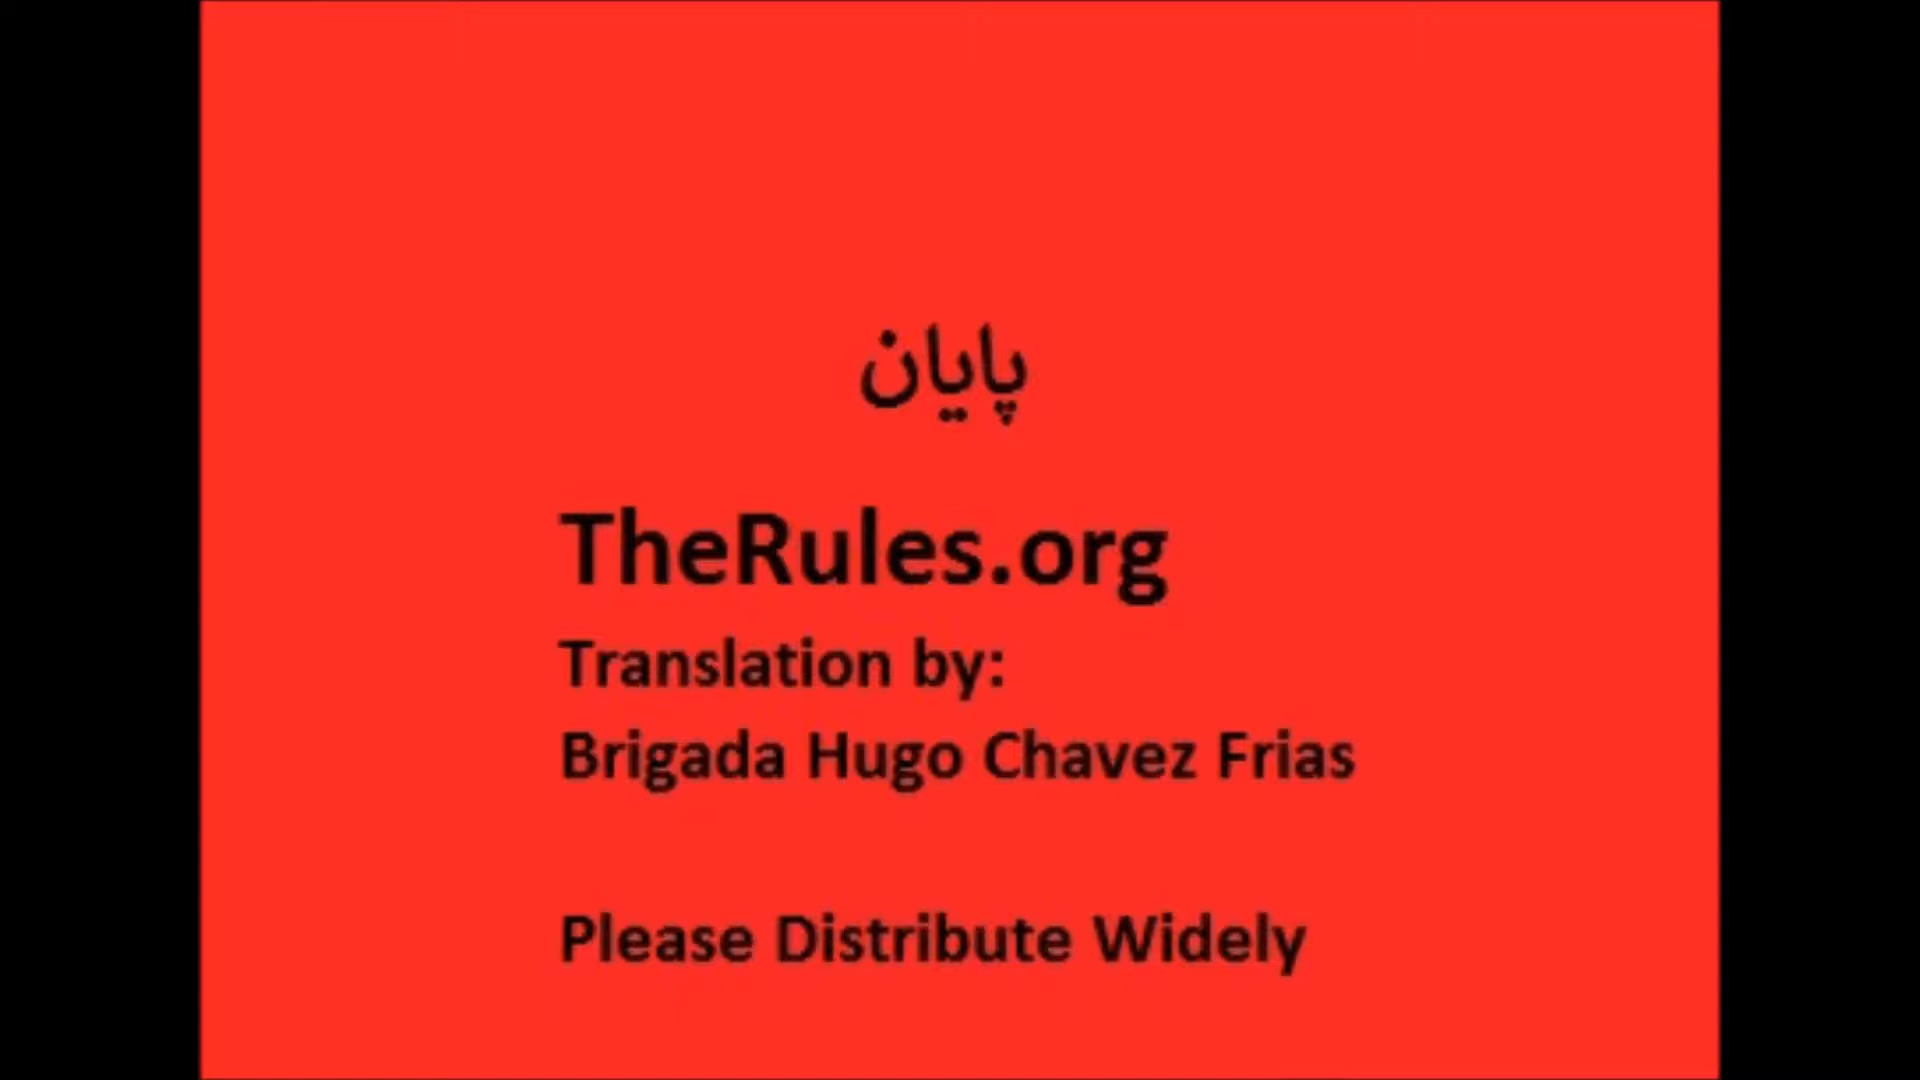 پایان
TheRules.org
Translation by:
Brigada Hugo Chavez Frias
Please Distribute Widely